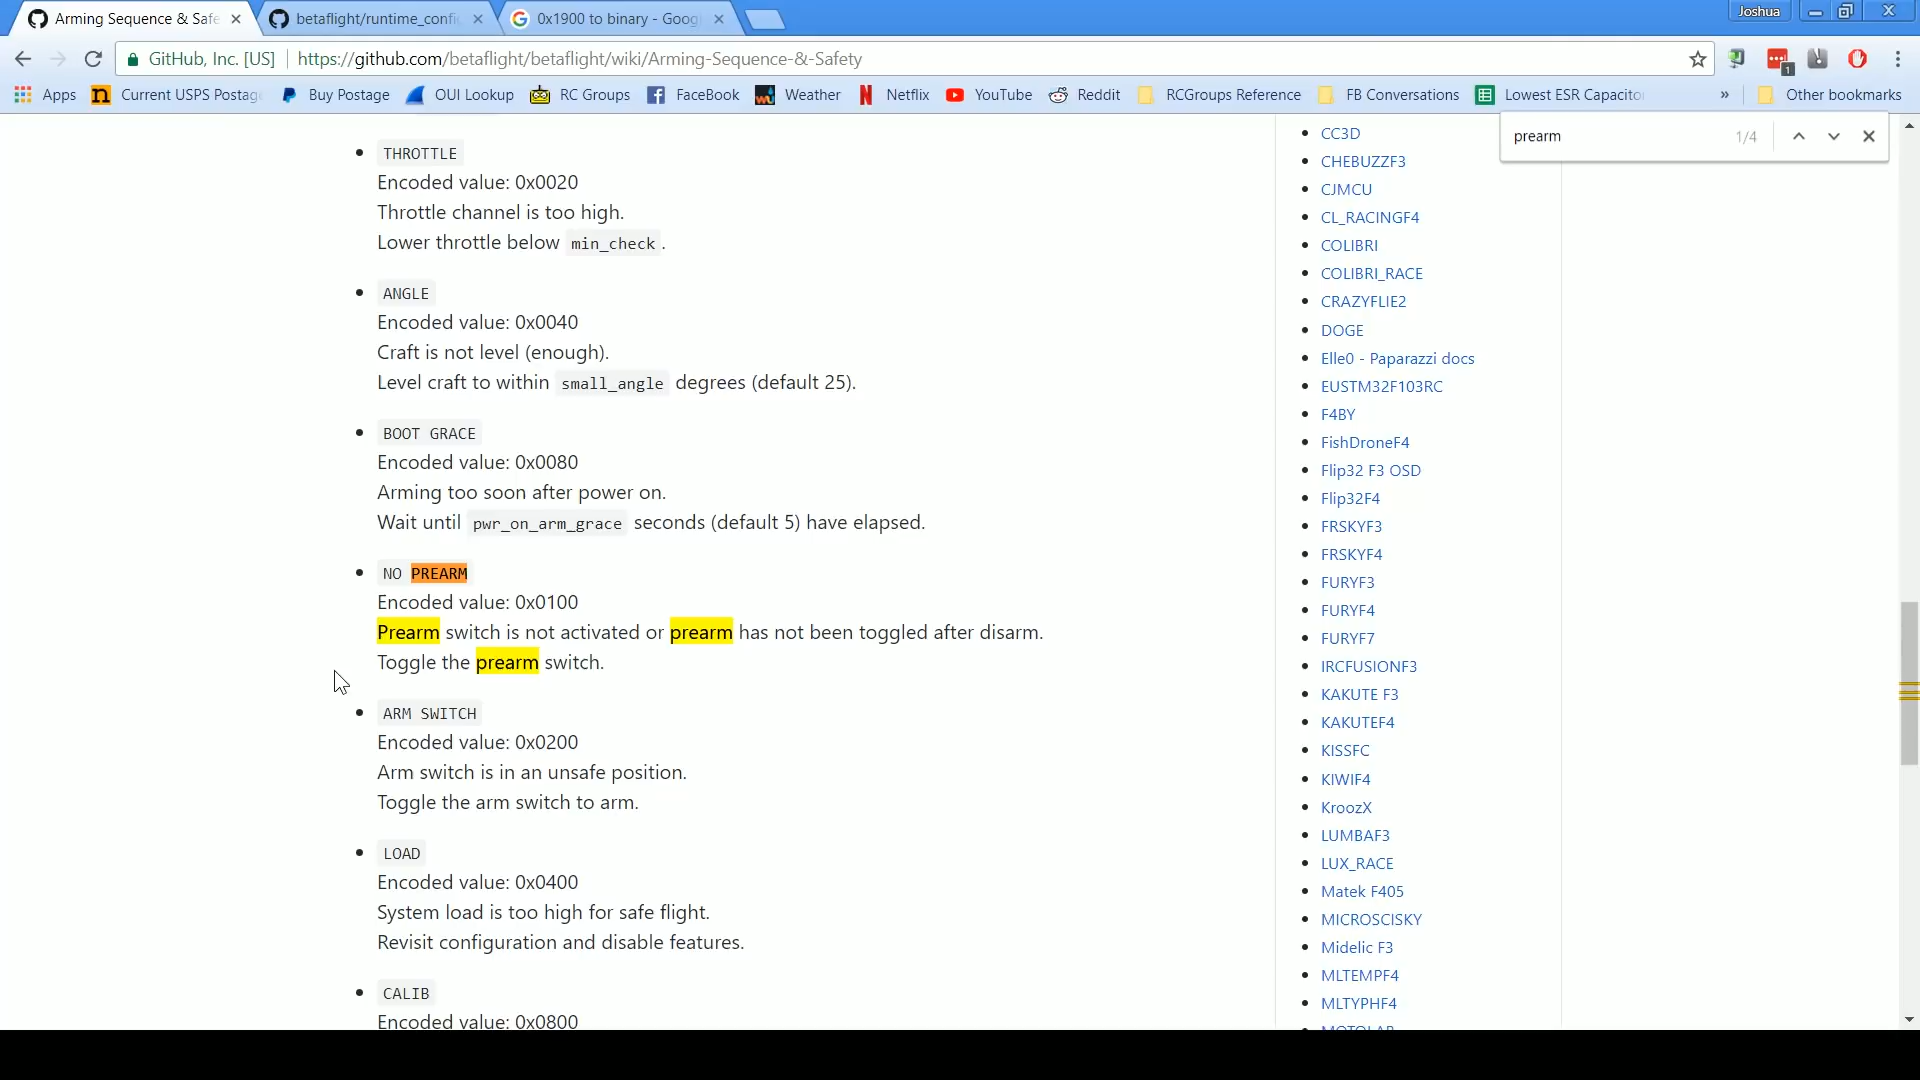 Arming Sequence & Safe
betaflight/runtime_confi
0x1900 to binary - Goog
Joshua
GitHub, Inc. [US]
https://github.com/betaflight/betaflight/wiki/Arming-Sequence-&-Safety
1
Apps
Current USPS Postag
Buy Postage
OUI Lookup
RC Groups
FaceBook
Weather
Netflix
YouTube
Reddit
RCGroups Reference
FB Conversations
Lowest ESR Capacito
»
Other bookmarks
prearm
1/4
THROTTLE
Encoded value: 0x0020
Throttle channel is too high.
Lower throttle below min_check.
ANGLE
Encoded value: 0x0040
Craft is not level (enough).
Level craft to within small_angle degrees (default 25).
BOOT GRACE
Encoded value: 0x0080
Arming too soon after power on.
Wait until pwr_on_arm_grace seconds (default 5) have elapsed.
NO PREARM
Encoded value: 0x0100
Prearm switch is not activated or prearm has not been toggled after disarm.
Toggle the prearm switch.
ARM SWITCH
Encoded value: 0x0200
Arm switch is in an unsafe position.
Toggle the arm switch to arm.
LOAD
Encoded value: 0x0400
System load is too high for safe flight.
Revisit configuration and disable features.
CALIB
Encoded value: 0x0800
CC3D
CHEBUZZF3
CJMCU
CL_RACINGF4
COLIBRI
COLIBRI_RACE
CRAZYFLIE2
DOGE
Elle0 - Paparazzi docs
EUSTM32F103RC
F4BY
FishDroneF4
Flip32 F3 OSD
Flip32F4
FRSKYF3
FRSKYF4
FURYF3
FURYF4
FURYF7
IRCFUSIONF3
KAKUTE F3
KAKUTEF4
KISSFC
KIWIF4
KroozX
LUMBAF3
LUX_RACE
Matek F405
MICROSCISKY
Midelic F3
MLTEMPF4
MLTYPHF4
MOTOLAB